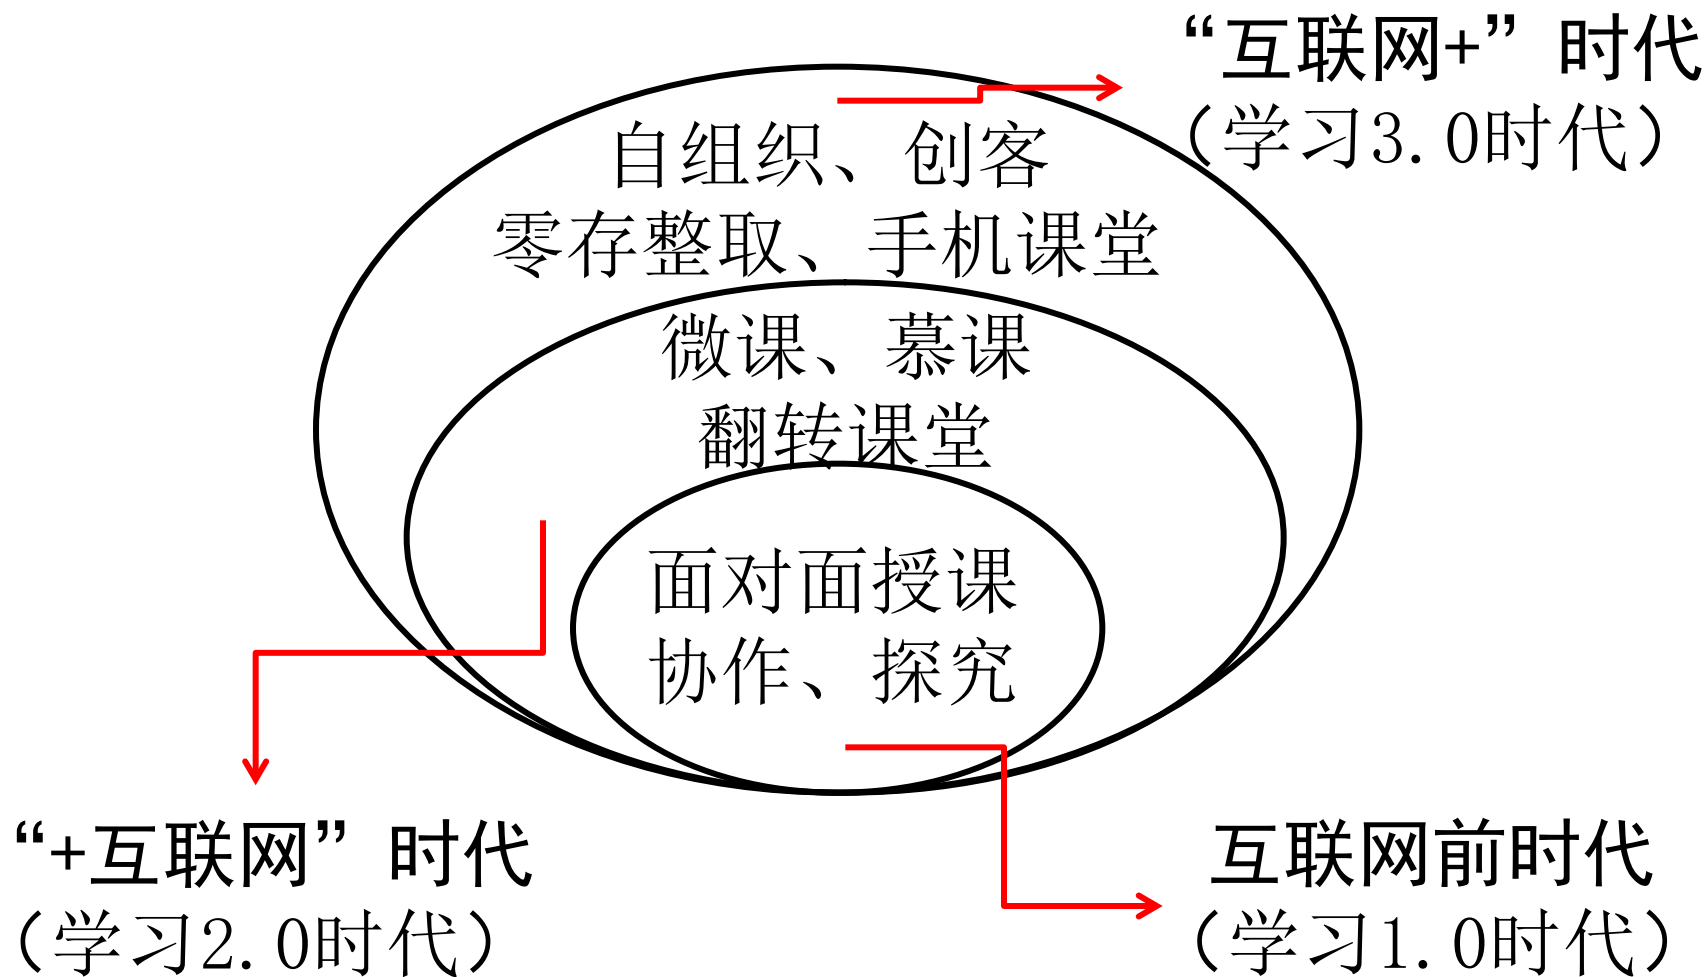 “互联网+”时代
（学习3.0时代）
自组织、创客
零存整取、手机课堂
微课、慕课
翻转课堂
面对面授课
协作、探究
“+互联网”时代
（学习2.0时代）
互联网前时代
（学习1.0时代）